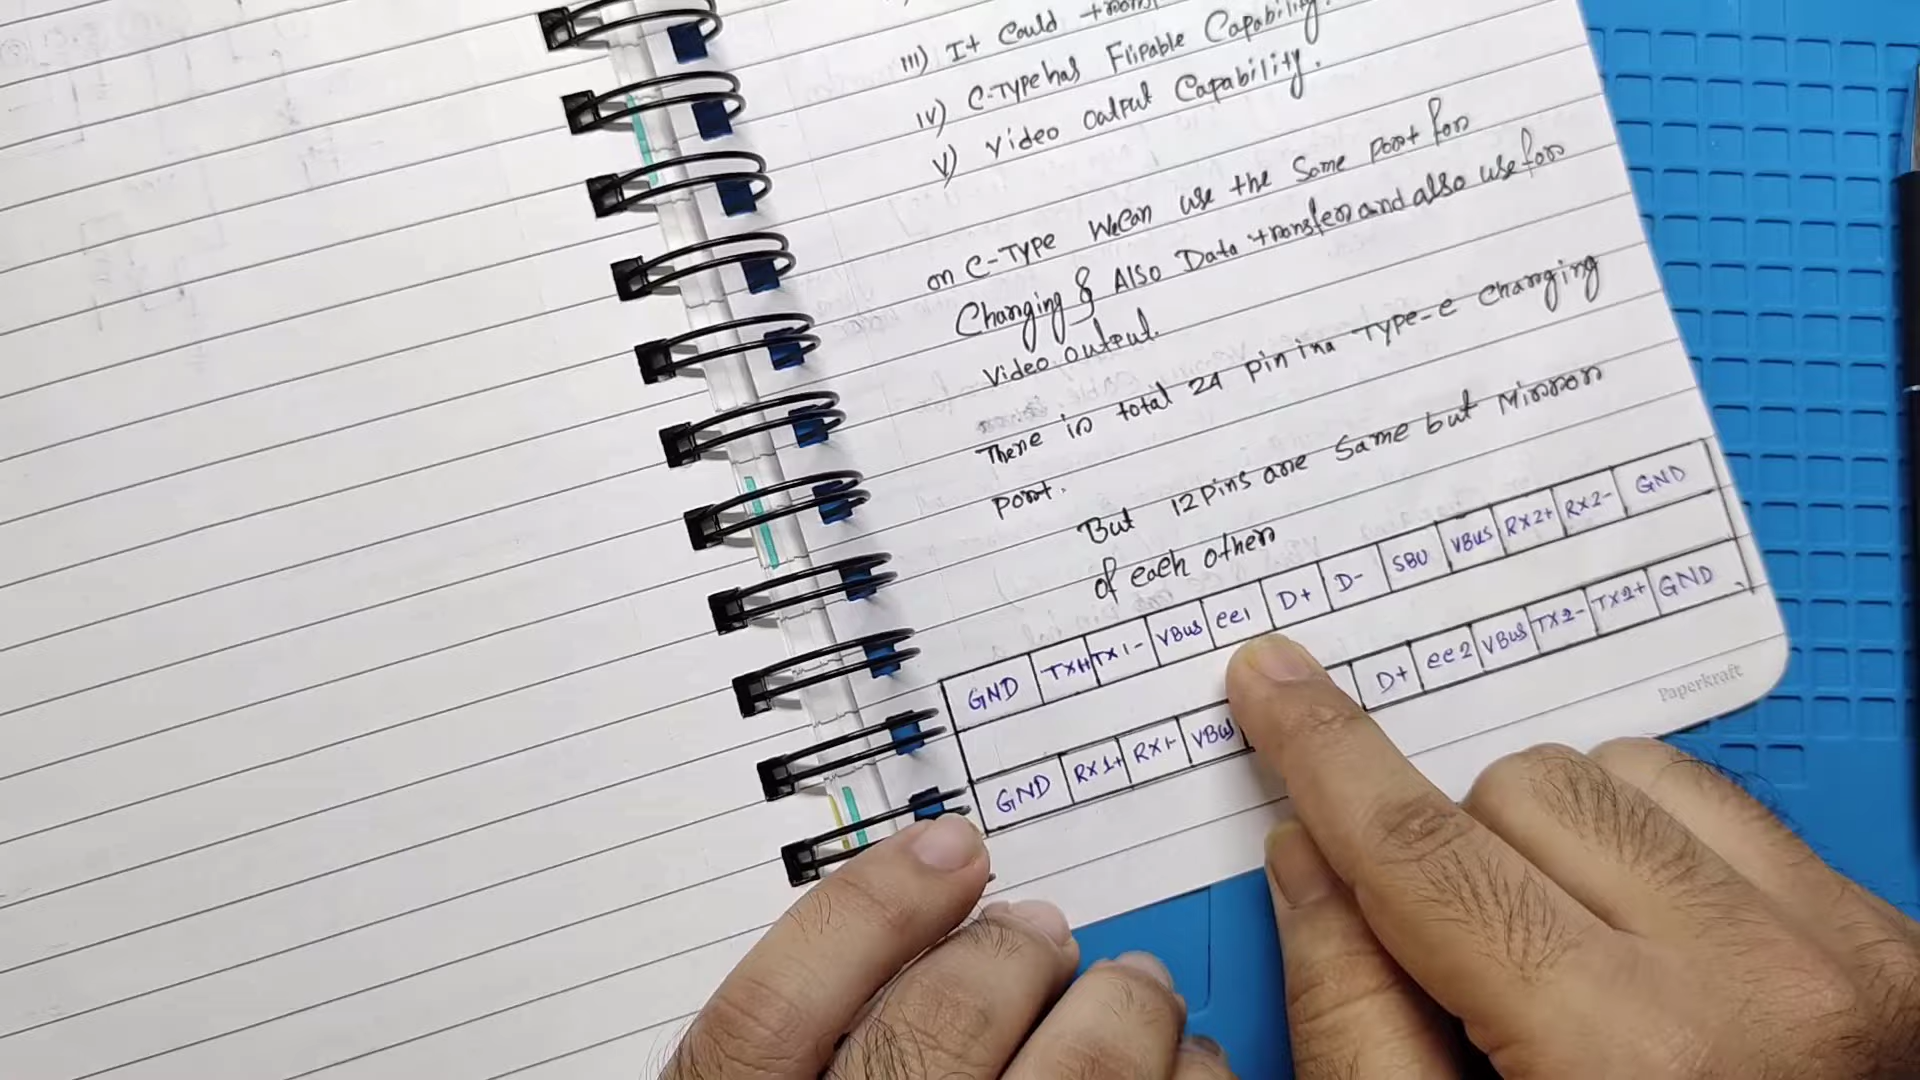 III) It Could
IV) C-Type has Flipable Capability.
V) Video output Capability.
on C-Type WeCan use the Same port for
Charging & Also Data transfer and also use for
Video output.
There is total 24 pin in a Type-C Charging
port.
But 12 pins are Same but Mirror
of each other
GND TX1+ TX1- VBUS cc1 D+ D- SBU VBUS RX2+ RX2- GND
GND RX1+ RX1- VBUS D+ cc2 VBUS TX2- TX2+ GND
Paperkraft